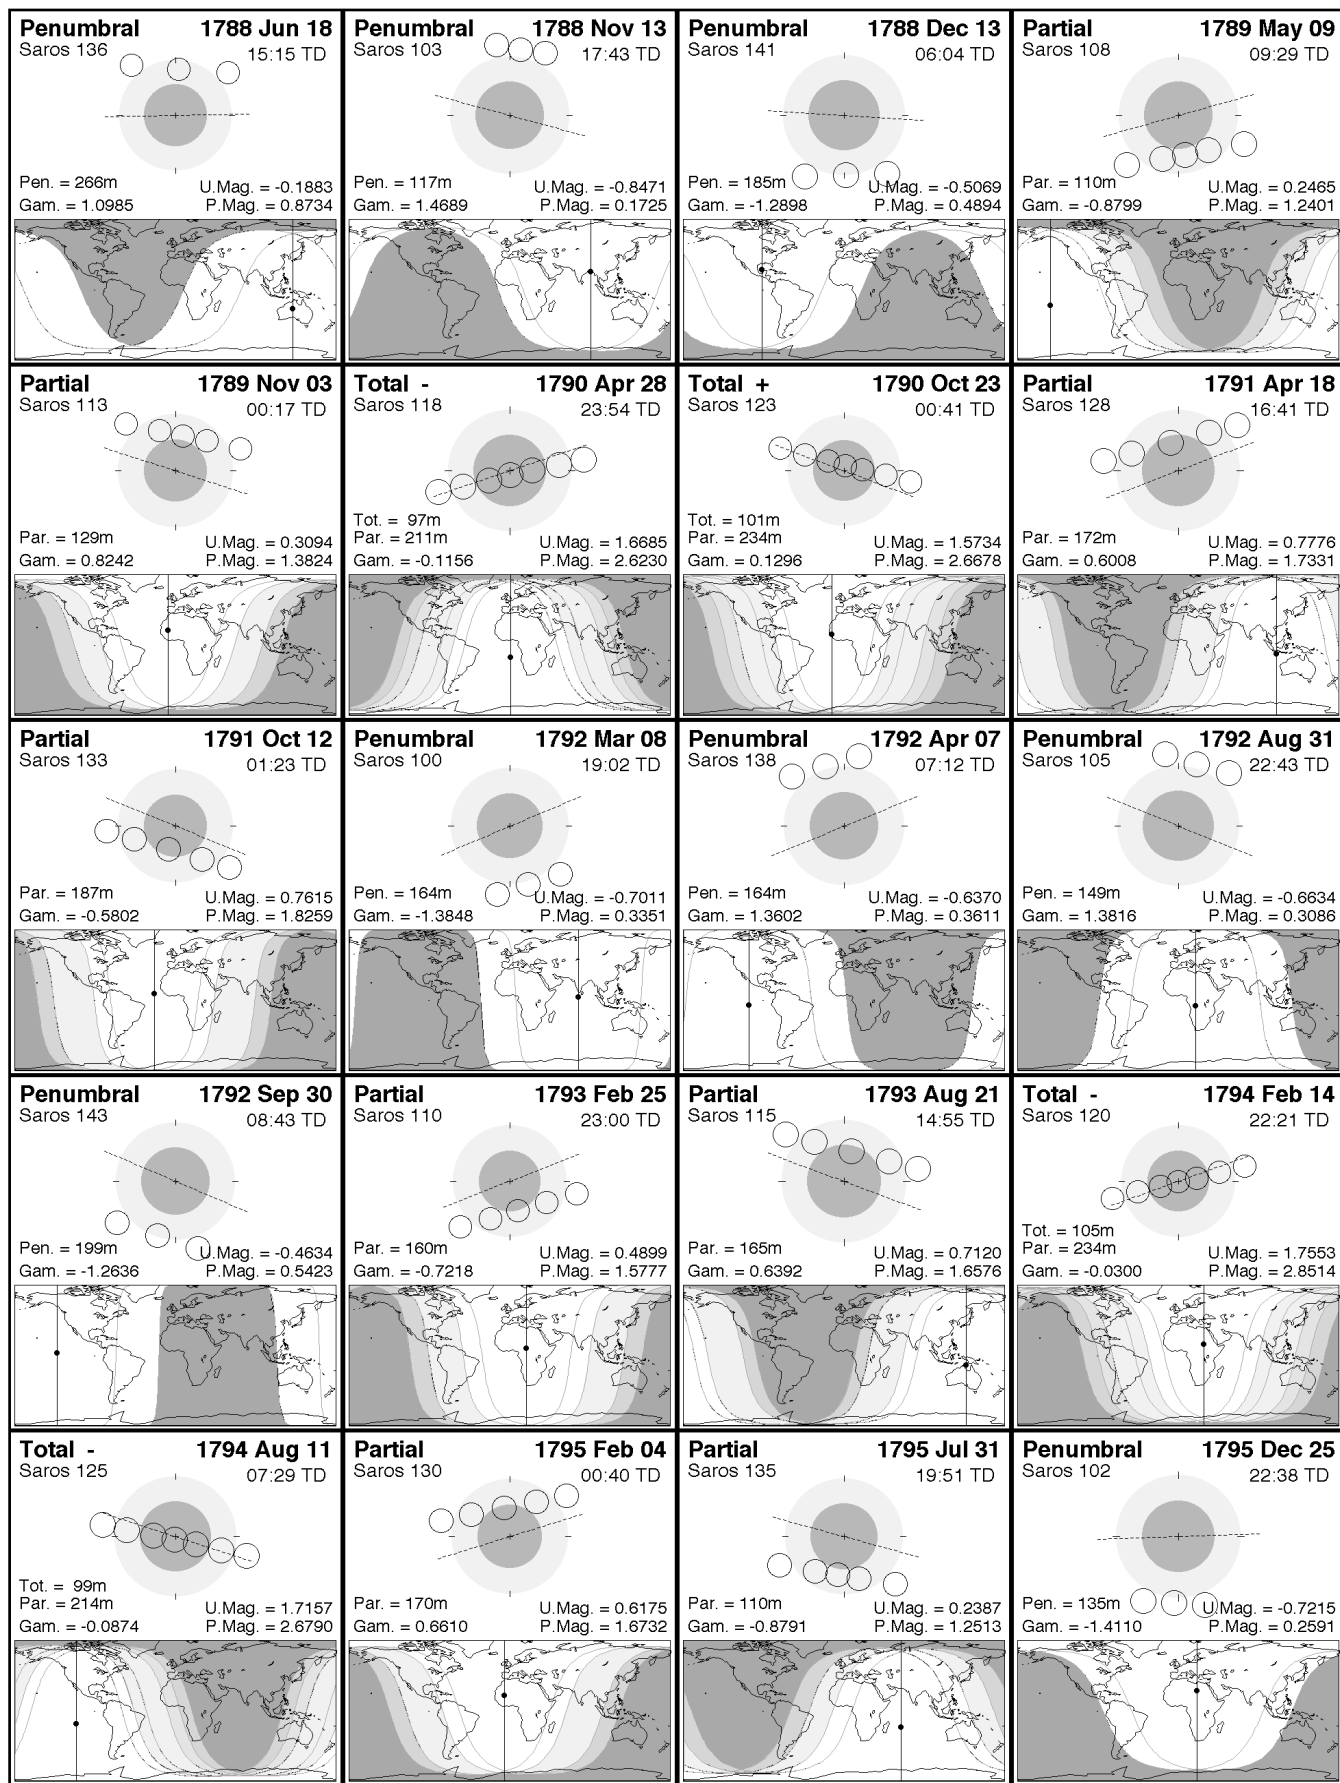 Penumbral 1788 Jun 18
Saros 136 15:15 TD
Pen. = 266m U.Mag. = -0.1883
Gam. = 1.0985 P.Mag. = 0.8734
Penumbral 1788 Nov 13
Saros 103 17:43 TD
Pen. = 117m U.Mag. = -0.8471
Gam. = 1.4689 P.Mag. = 0.1725
Penumbral 1788 Dec 13
Saros 141 06:04 TD
Pen. = 185m U.Mag. = -0.5069
Gam. = -1.2898 P.Mag. = 0.4894
Partial 1789 May 09
Saros 108 09:29 TD
Par. = 110m U.Mag. = 0.2465
Gam. = -0.8799 P.Mag. = 1.2401
Partial 1789 Nov 03
Saros 113 00:17 TD
Par. = 129m U.Mag. = 0.3094
Gam. = 0.8242 P.Mag. = 1.3824
Total - 1790 Apr 28
Saros 118 23:54 TD
Tot. = 97m
Par. = 211m U.Mag. = 1.6685
Gam. = -0.1156 P.Mag. = 2.6230
Total + 1790 Oct 23
Saros 123 00:41 TD
Tot. = 101m
Par. = 234m U.Mag. = 1.5734
Gam. = 0.1296 P.Mag. = 2.6678
Partial 1791 Apr 18
Saros 128 16:41 TD
Par. = 172m U.Mag. = 0.7776
Gam. = 0.6008 P.Mag. = 1.7331
Partial 1791 Oct 12
Saros 133 01:23 TD
Par. = 187m U.Mag. = 0.7615
Gam. = -0.5802 P.Mag. = 1.8259
Penumbral 1792 Mar 08
Saros 100 19:02 TD
Pen. = 164m U.Mag. = -0.7011
Gam. = -1.3848 P.Mag. = 0.3351
Penumbral 1792 Apr 07
Saros 138 07:12 TD
Pen. = 164m U.Mag. = -0.6370
Gam. = 1.3602 P.Mag. = 0.3611
Penumbral 1792 Aug 31
Saros 105 22:43 TD
Pen. = 149m U.Mag. = -0.6634
Gam. = 1.3816 P.Mag. = 0.3086
Penumbral 1792 Sep 30
Saros 143 08:43 TD
Pen. = 199m U.Mag. = -0.4634
Gam. = -1.2636 P.Mag. = 0.5423
Partial 1793 Feb 25
Saros 110 23:00 TD
Par. = 160m U.Mag. = 0.4899
Gam. = -0.7218 P.Mag. = 1.5777
Partial 1793 Aug 21
Saros 115 14:55 TD
Par. = 165m U.Mag. = 0.7120
Gam. = 0.6392 P.Mag. = 1.6576
Total - 1794 Feb 14
Saros 120 22:21 TD
Tot. = 105m
Par. = 234m U.Mag. = 1.7553
Gam. = -0.0300 P.Mag. = 2.8514
Total - 1794 Aug 11
Saros 125 07:29 TD
Tot. = 99m
Par. = 214m U.Mag. = 1.7157
Gam. = -0.0874 P.Mag. = 2.6790
Partial 1795 Feb 04
Saros 130 00:40 TD
Par. = 170m U.Mag. = 0.6175
Gam. = 0.6610 P.Mag. = 1.6732
Partial 1795 Jul 31
Saros 135 19:51 TD
Par. = 110m U.Mag. = 0.2387
Gam. = -0.8791 P.Mag. = 1.2513
Penumbral 1795 Dec 25
Saros 102 22:38 TD
Pen. = 135m U.Mag. = -0.7215
Gam. = -1.4110 P.Mag. = 0.2591